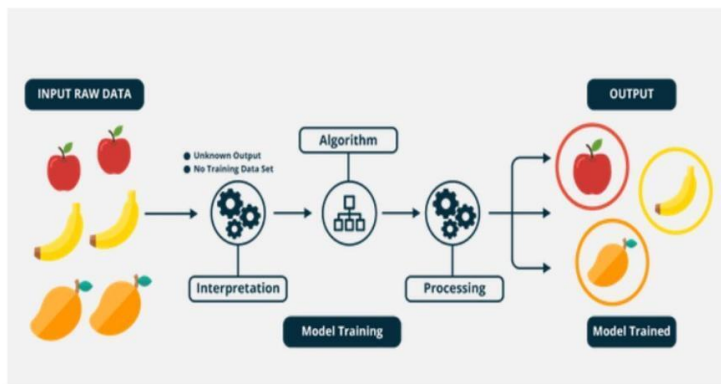 INPUT RAW DATA
OUTPUT
Algorithm
Unknown Output
No Training Data Set
Interpretation
Processing
Model Training
Model Trained